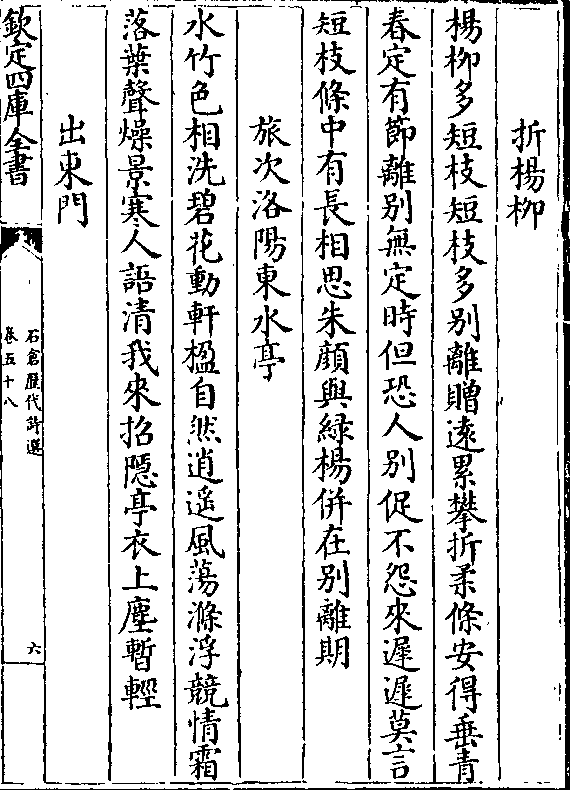 折楊柳
楊柳多短枝短枝多别離贈遠累攀折柔條安得垂青
春定有節離别無定時但恐人别促不怨來遲遲莫言
短枝條中有長相思朱顔與緑楊併在别離期
旅次洛陽東水亭
水竹色相洗碧花動軒楹自然逍遥風蕩滌浮競情霜
落葉聲燥景寒人語清我來招隱亭衣上塵暫輕
出東門
欽定四庫全書
石倉歷代詩選
卷五十八
六